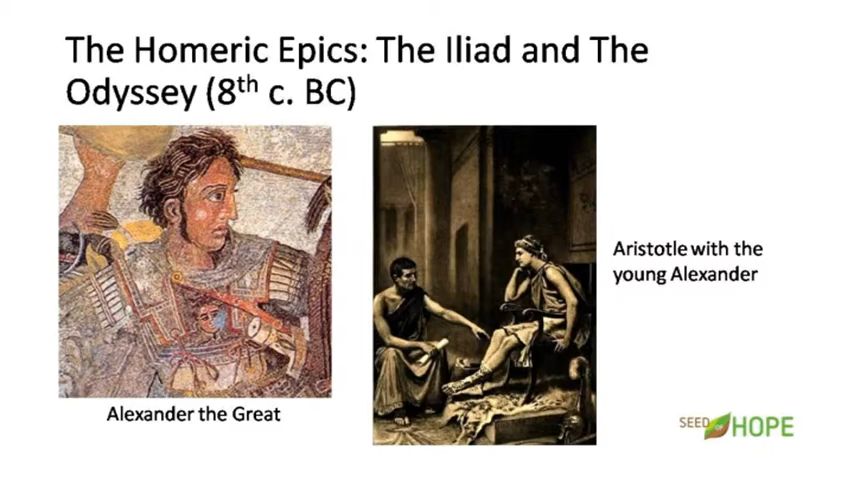 The Homeric Epics: The Iliad and The
Odyssey (8th c. BC)
Aristotle with the
young Alexander
Alexander the Great
SEED OF HOPE